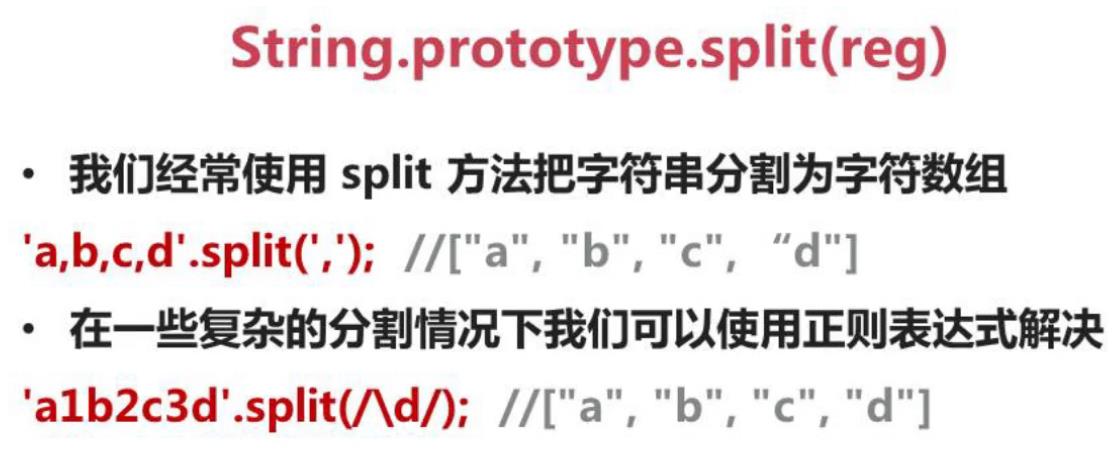 String.prototype.split(reg)
• 我们经常使用 split 方法把字符串分割为字符数组
'a,b,c,d'.split(','); //["a", "b", "c", “d"]
• 在一些复杂的分割情况下我们可以使用正则表达式解决
'a1b2c3d'.split(/\d/); //["a", "b", "c", "d"]